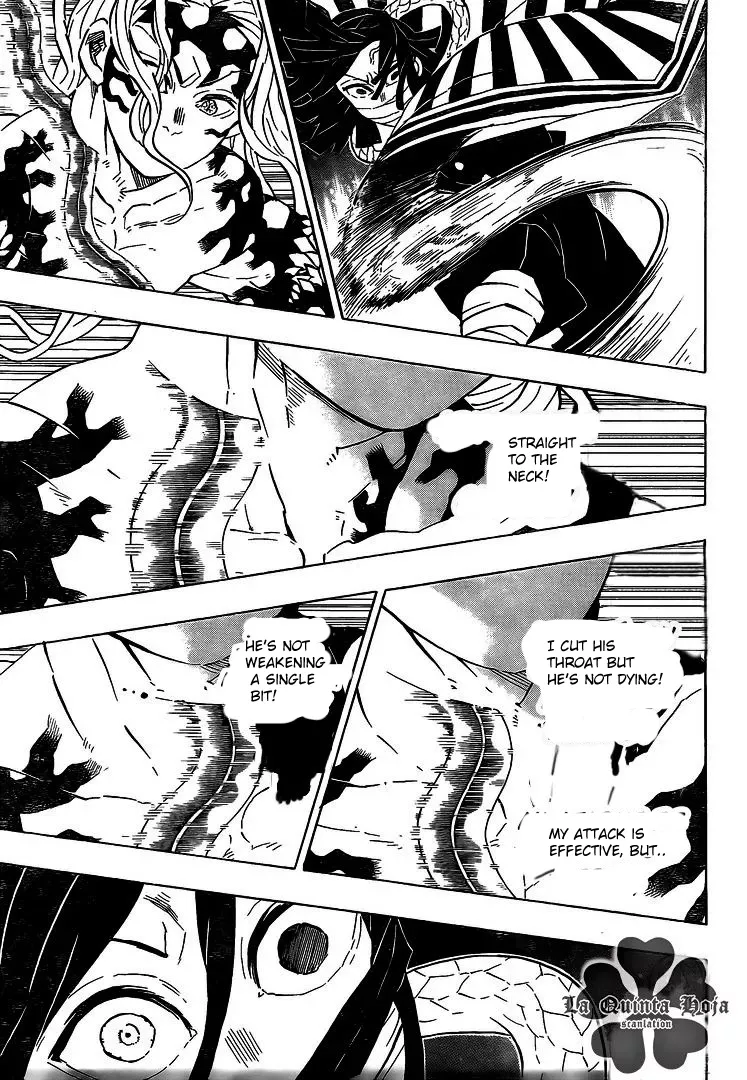 STRAIGHT
TO THE
NECK!
I CUT HIS
THROAT BUT
HE'S NOT DYING!
MY ATTACK IS
EFFECTIVE, BUT..
HE'S NOT
WEAKENING
A SINGLE
BIT!
La Quinta Hoja
scanlation